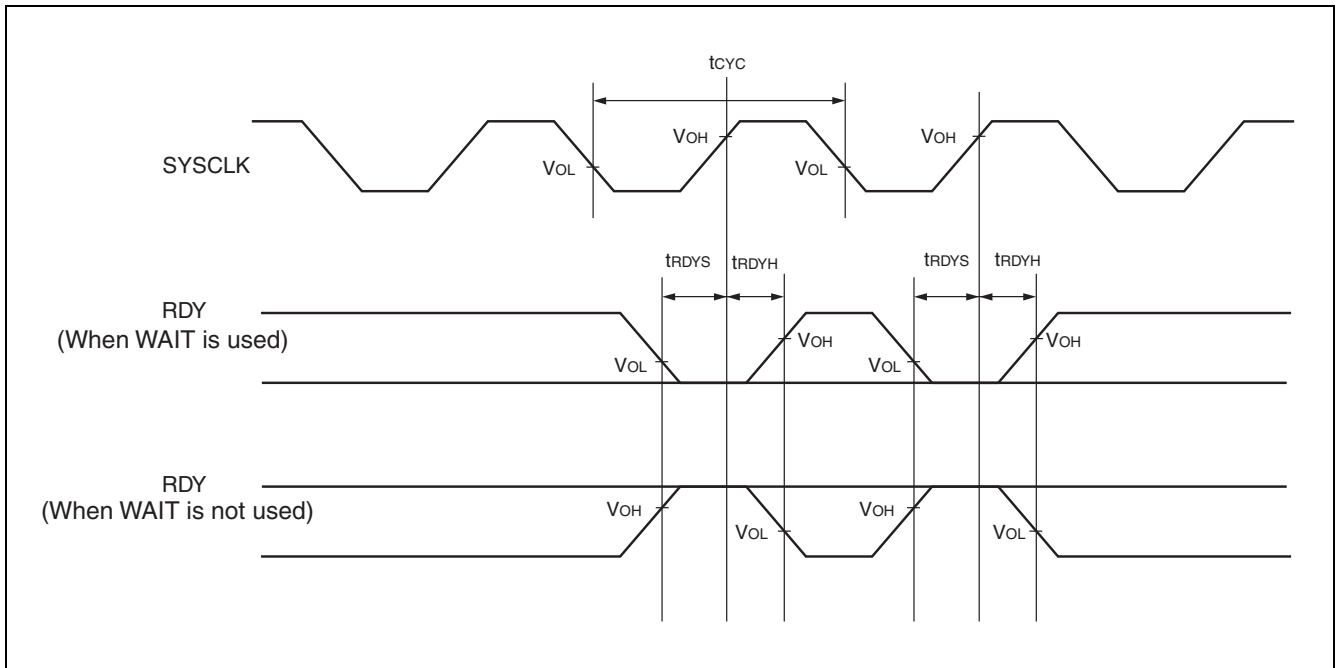 tCYC
SYSCLK
VOL
VOH
VOL
VOH
tRDYS
tRDYH
tRDYS
tRDYH
RDY
(When WAIT is used)
VOL
VOH
VOL
VOH
RDY
(When WAIT is not used)
VOH
VOL
VOH
VOL